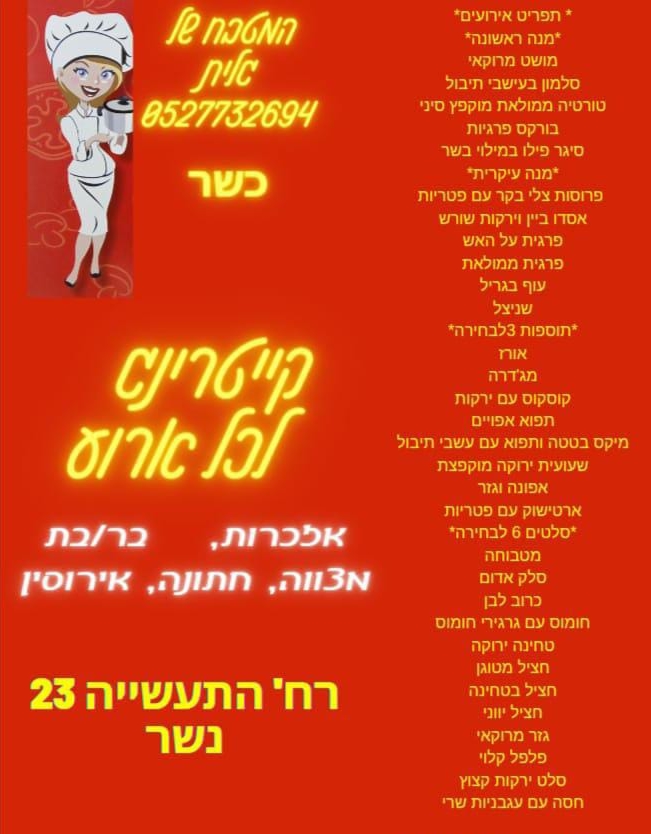 המטבח של
אלית
0527732694
כשר
קייטרינג
לכל ארוע
אזכרות, בר/בת
מצווה, חתונה, אירוסין
רח' התעשייה 23
נשר
* תפריט אירועים*
*מנה ראשונה*
מושט מרוקאי
סלמון בעישבי תיבול
טורטיה ממולאת מוקפץ סיני
בורקס פרגיות
סיגר פילו במילוי בשר
*מנה עיקרית*
פרוסות צלי בקר עם פטריות
אסדו ביין וירקות שורש
פרגית על האש
פרגית ממולאת
עוף בגריל
שניצל
*תוספות 3לבחירה*
אורז
מג'דרה
קוסקוס עם ירקות
תפוא אפויים
מיקס בטטה ותפוא עם עשבי תיבול
שעועית ירוקה מוקפצת
אפונה וגזר
ארטישוק עם פטריות
*סלטים 6 לבחירה*
מטבוחה
סלק אדום
כרוב לבן
חומוס עם גרגירי חומוס
טחינה ירוקה
חציל מטוגן
חציל בטחינה
חציל יווני
גזר מרוקאי
פלפל קלוי
סלט ירקות קצוץ
חסה עם עגבניות שרי